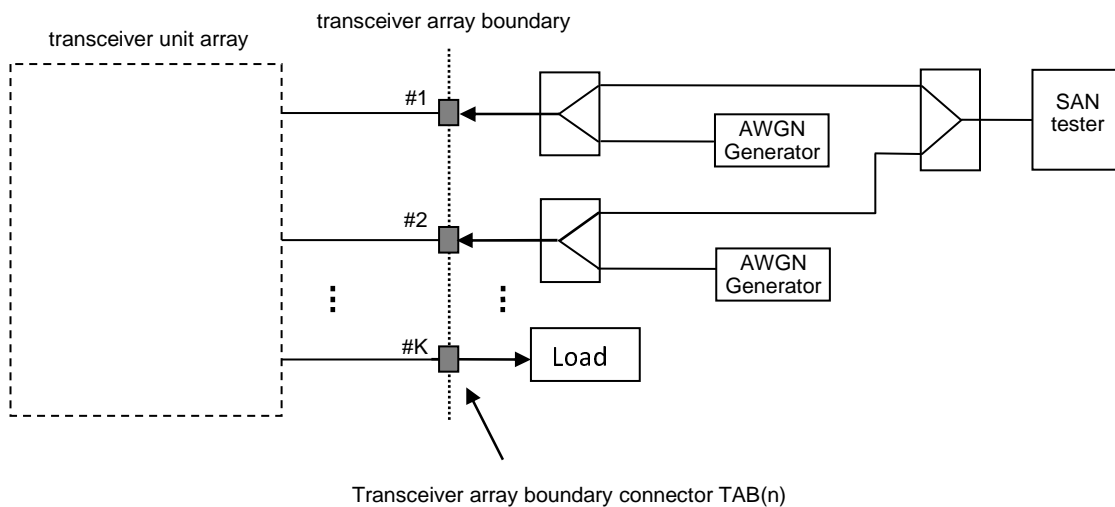 transceiver array boundary
transceiver unit array
#1
SAN
tester
AWGN
Generator
#2
AWGN
Generator
#K
Load
Transceiver array boundary connector TAB(n)